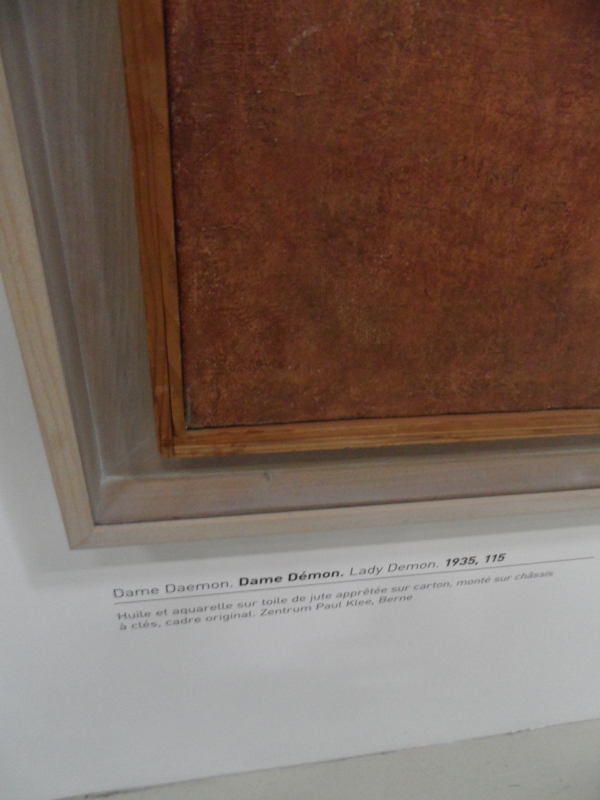 Dame Daemon. Dame Démon. Lady Demon. 1935, 115
Huile et aquarelle sur toile de jute apprêtée sur carton, monté sur châssis
à clés, cadre original. Zentrum Paul Klee, Berne